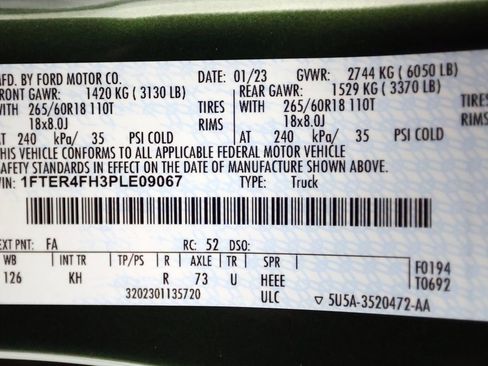 MFD. BY FORD MOTOR CO. DATE: 01/23 GVWR: 2744 KG ( 6050 LB)
FRONT GAWR: 1420 KG ( 3130 LB) REAR GAWR: 1529 KG ( 3370 LB)
WITH 265/60R18 110T TIRES WITH 265/60R18 110T TIRES
18x8.0J RIMS 18x8.0J RIMS
AT 240 kPa/ 35 PSI COLD AT 240 kPa/ 35 PSI COLD
THIS VEHICLE CONFORMS TO ALL APPLICABLE FEDERAL MOTOR VEHICLE
SAFETY STANDARDS IN EFFECT ON THE DATE OF MANUFACTURE SHOWN ABOVE.
VIN: 1FTER4FH3PLE09067 TYPE: Truck
EXT PNT: FA RC: 52 DSO:
WB INT TR TP/PS R AXLE TR SPR F0194
126 KH R 73 U HEEE T0692
3202301135720 ULC ▽ 5U5A-3520472-AA